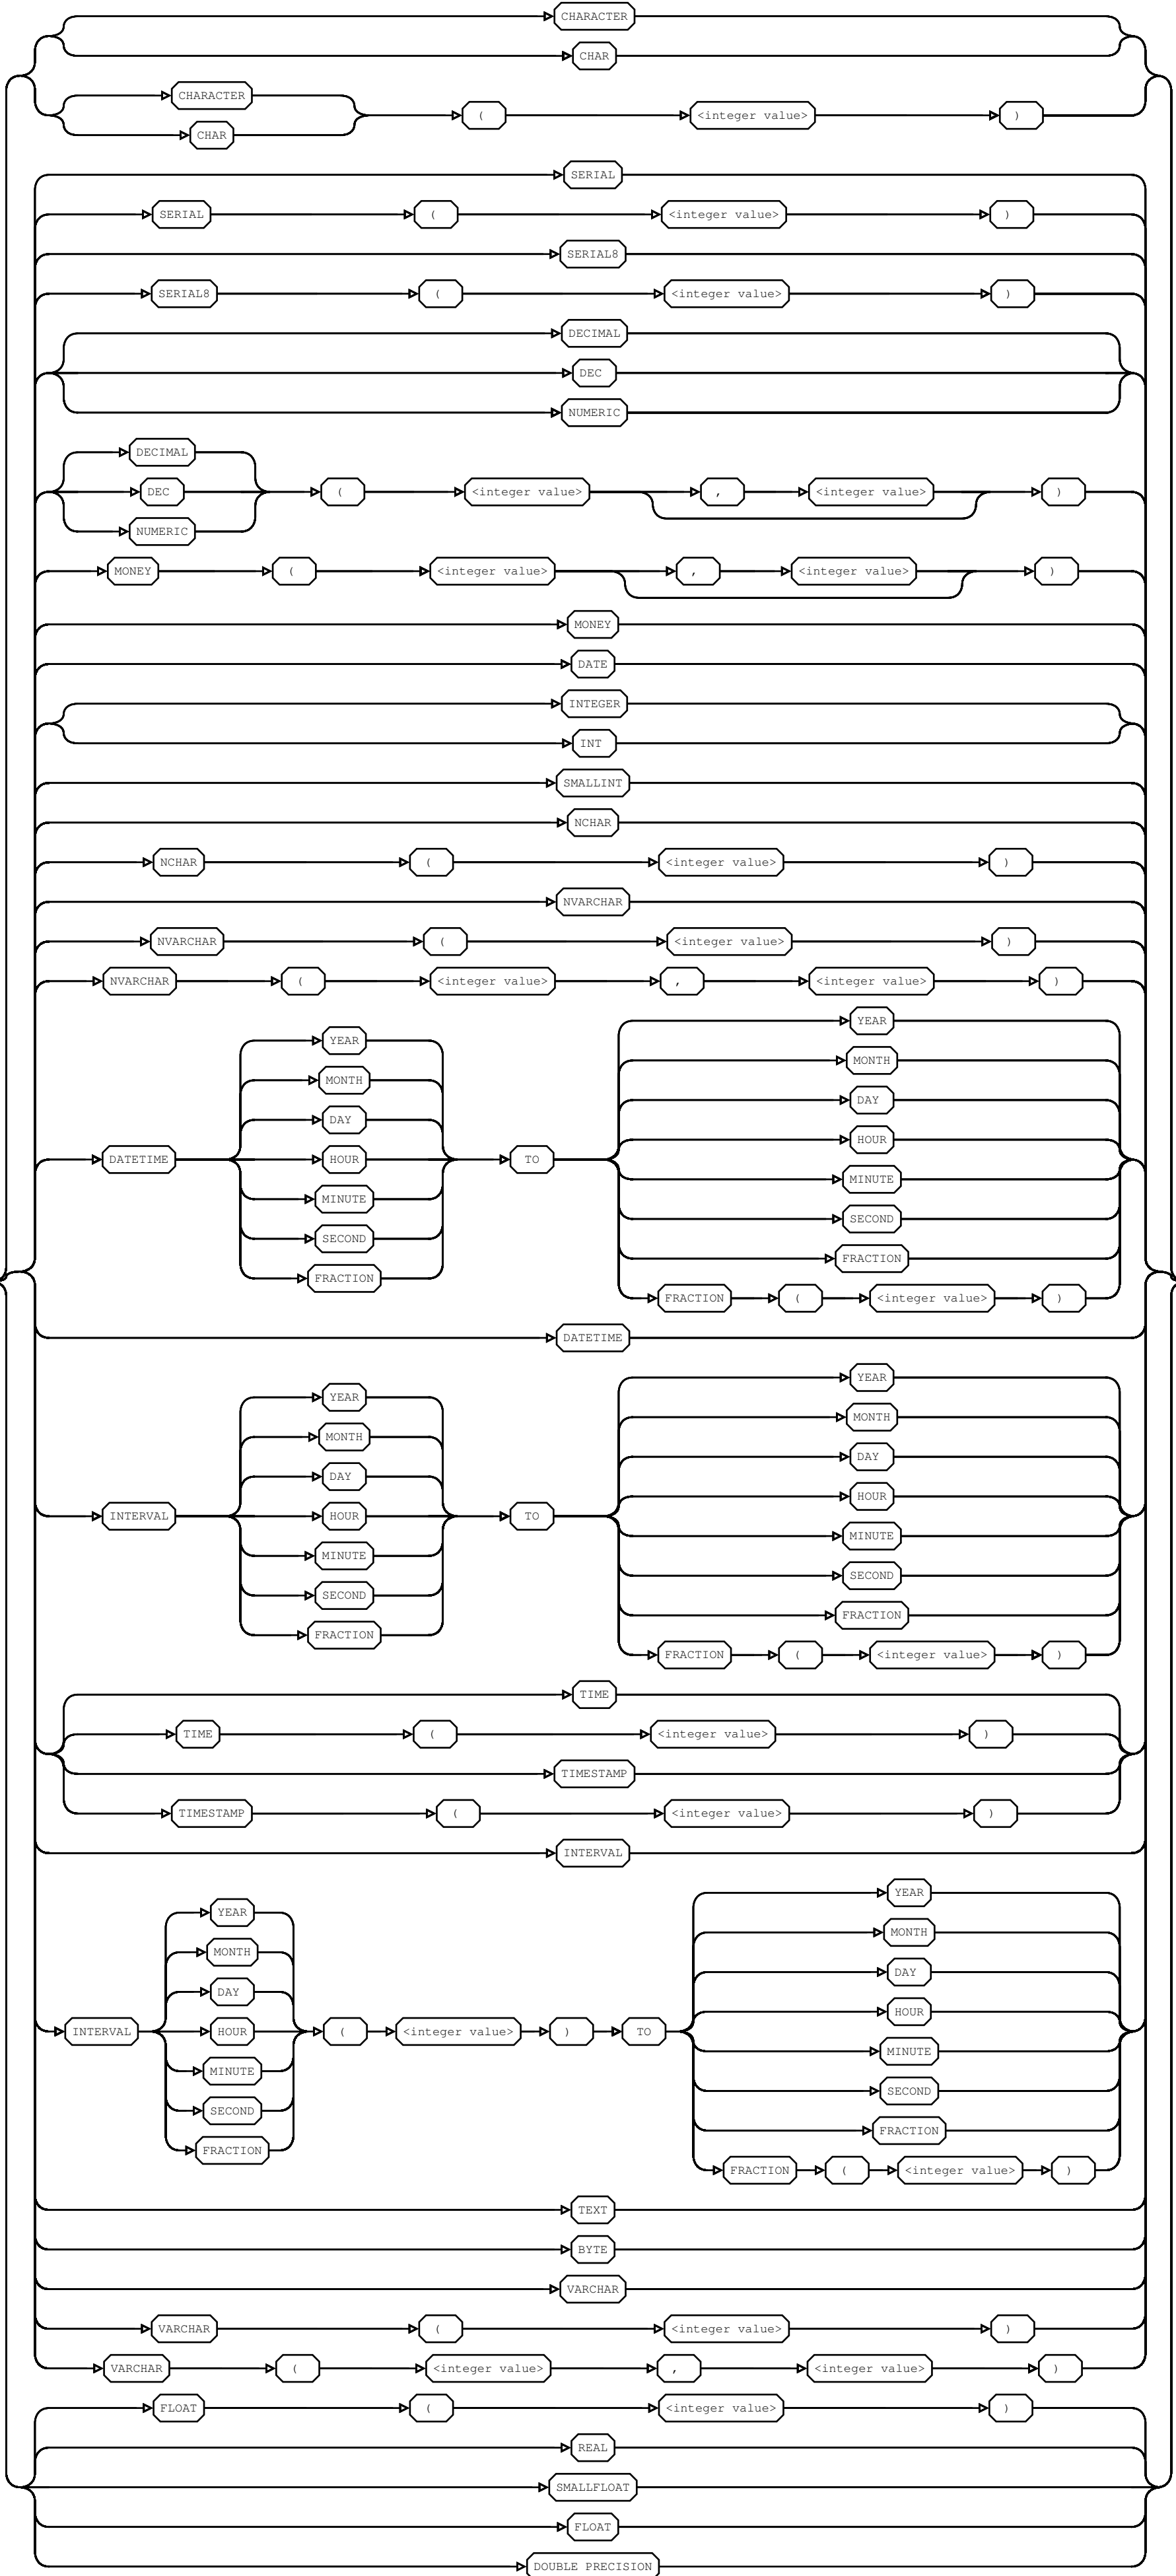 CHARACTER
CHAR
CHARACTER
( <integer value> )
CHAR
SERIAL
SERIAL ( <integer value> )
SERIAL8
SERIAL8 ( <integer value> )
DECIMAL
DEC
NUMERIC
DECIMAL
DEC ( <integer value> , <integer value> )
NUMERIC
MONEY ( <integer value> , <integer value> )
MONEY
DATE
INTEGER
INT
SMALLINT
NCHAR
NCHAR ( <integer value> )
NVARCHAR
NVARCHAR ( <integer value> )
NVARCHAR ( <integer value> , <integer value> )
YEAR
YEAR
MONTH
MONTH
DAY
DAY
HOUR
DATETIME HOUR TO
MINUTE
MINUTE
SECOND
SECOND
FRACTION
FRACTION
FRACTION ( <integer value> )
DATETIME
YEAR
YEAR
MONTH
MONTH
DAY
DAY
HOUR
INTERVAL HOUR TO
MINUTE
MINUTE
SECOND
SECOND
FRACTION
FRACTION
FRACTION ( <integer value> )
TIME
TIME ( <integer value> )
TIMESTAMP
TIMESTAMP ( <integer value> )
INTERVAL
YEAR
YEAR
MONTH
MONTH
DAY
DAY
HOUR
INTERVAL HOUR ( <integer value> ) TO
MINUTE
MINUTE
SECOND
SECOND
FRACTION
FRACTION
FRACTION ( <integer value> )
TEXT
BYTE
VARCHAR
VARCHAR ( <integer value> )
VARCHAR ( <integer value> , <integer value> )
FLOAT ( <integer value> )
REAL
SMALLFLOAT
FLOAT
DOUBLE PRECISION